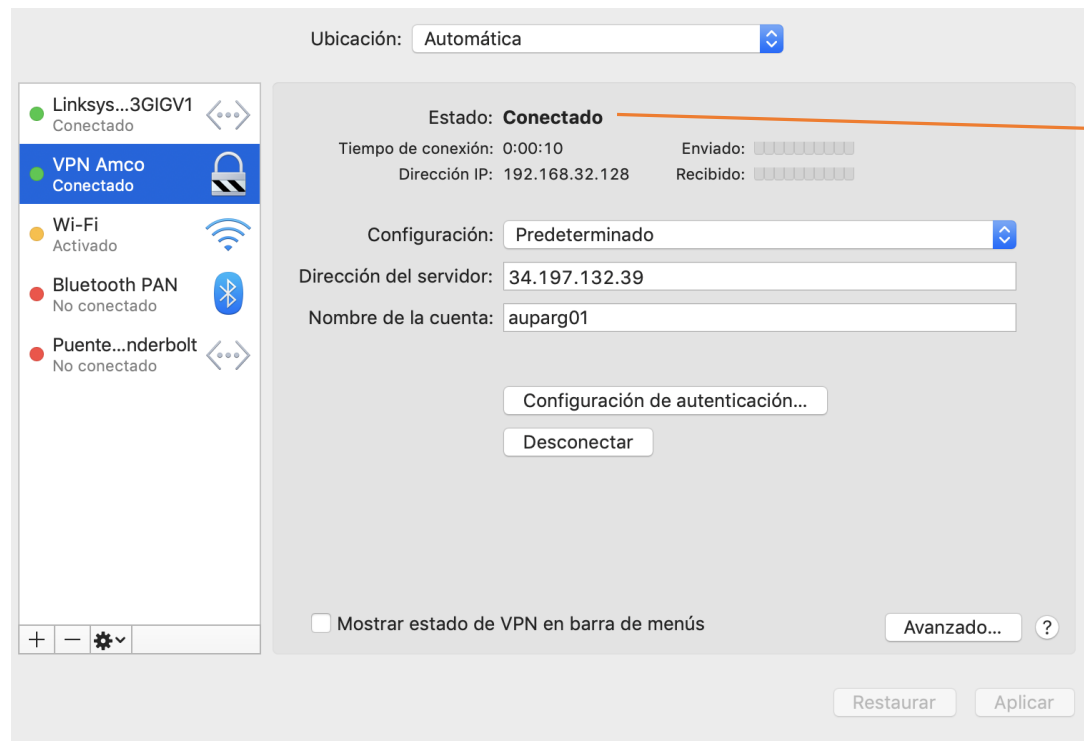 Ubicación: Automática
Linksys...3GIGV1
Conectado
VPN Amco
Conectado
Wi-Fi
Activado
Bluetooth PAN
No conectado
Puente...nderbolt
No conectado
Estado: Conectado
Tiempo de conexión: 0:00:10 Enviado:
Dirección IP: 192.168.32.128 Recibido:
Configuración: Predeterminado
Dirección del servidor: 34.197.132.39
Nombre de la cuenta: auparg01
Configuración de autenticación...
Desconectar
Mostrar estado de VPN en barra de menús
Avanzado... ?
Restaurar Aplicar